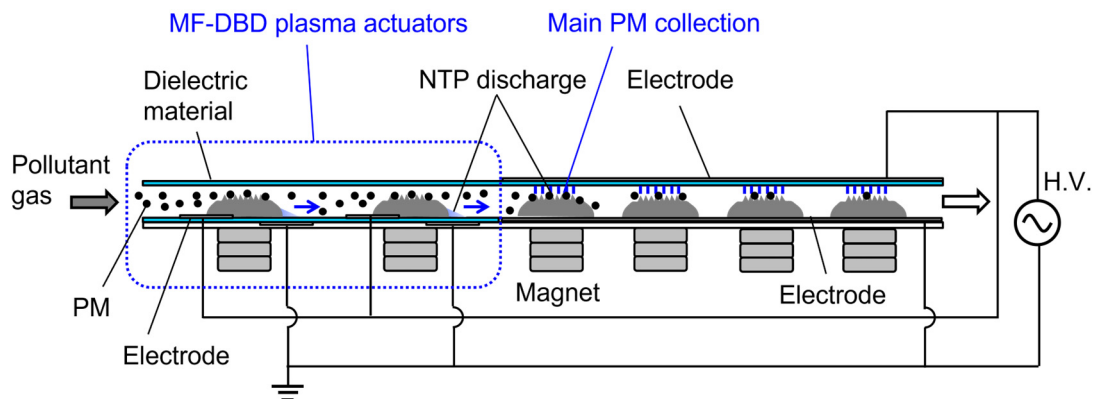 MF-DBD plasma actuators
Main PM collection
Dielectric
material
NTP discharge
Electrode
Pollutant
gas
H.V.
PM
Magnet
Electrode
Electrode